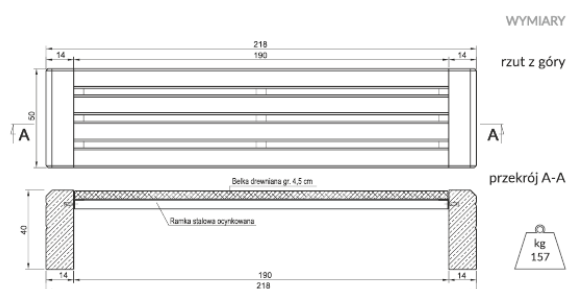 WYMIARY
218
14
190
14
rzut z góry
50
A
A
przekrój A-A
Belka drewniana gr. 4,5 cm
40
Ramka stalowa ocynkowana
kg
157
14
190
14
218